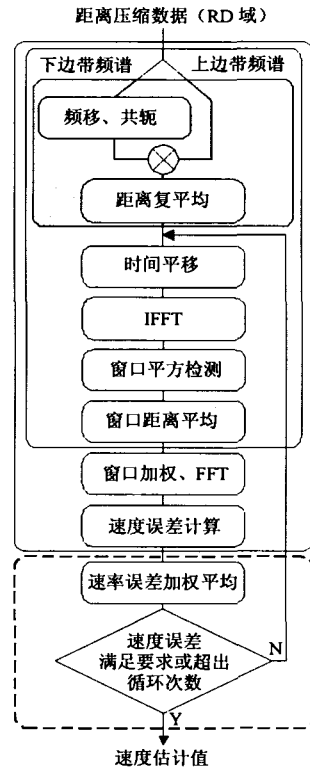 距离压缩数据（RD 域）
下边带频谱 上边带频谱
频移、共轭
距离复平均
时间平移
IFFT
窗口平方检测
窗口距离平均
窗口加权、FFT
速度误差计算
速率误差加权平均
速度误差
满足要求或超出
循环次数
N
Y
速度估计值